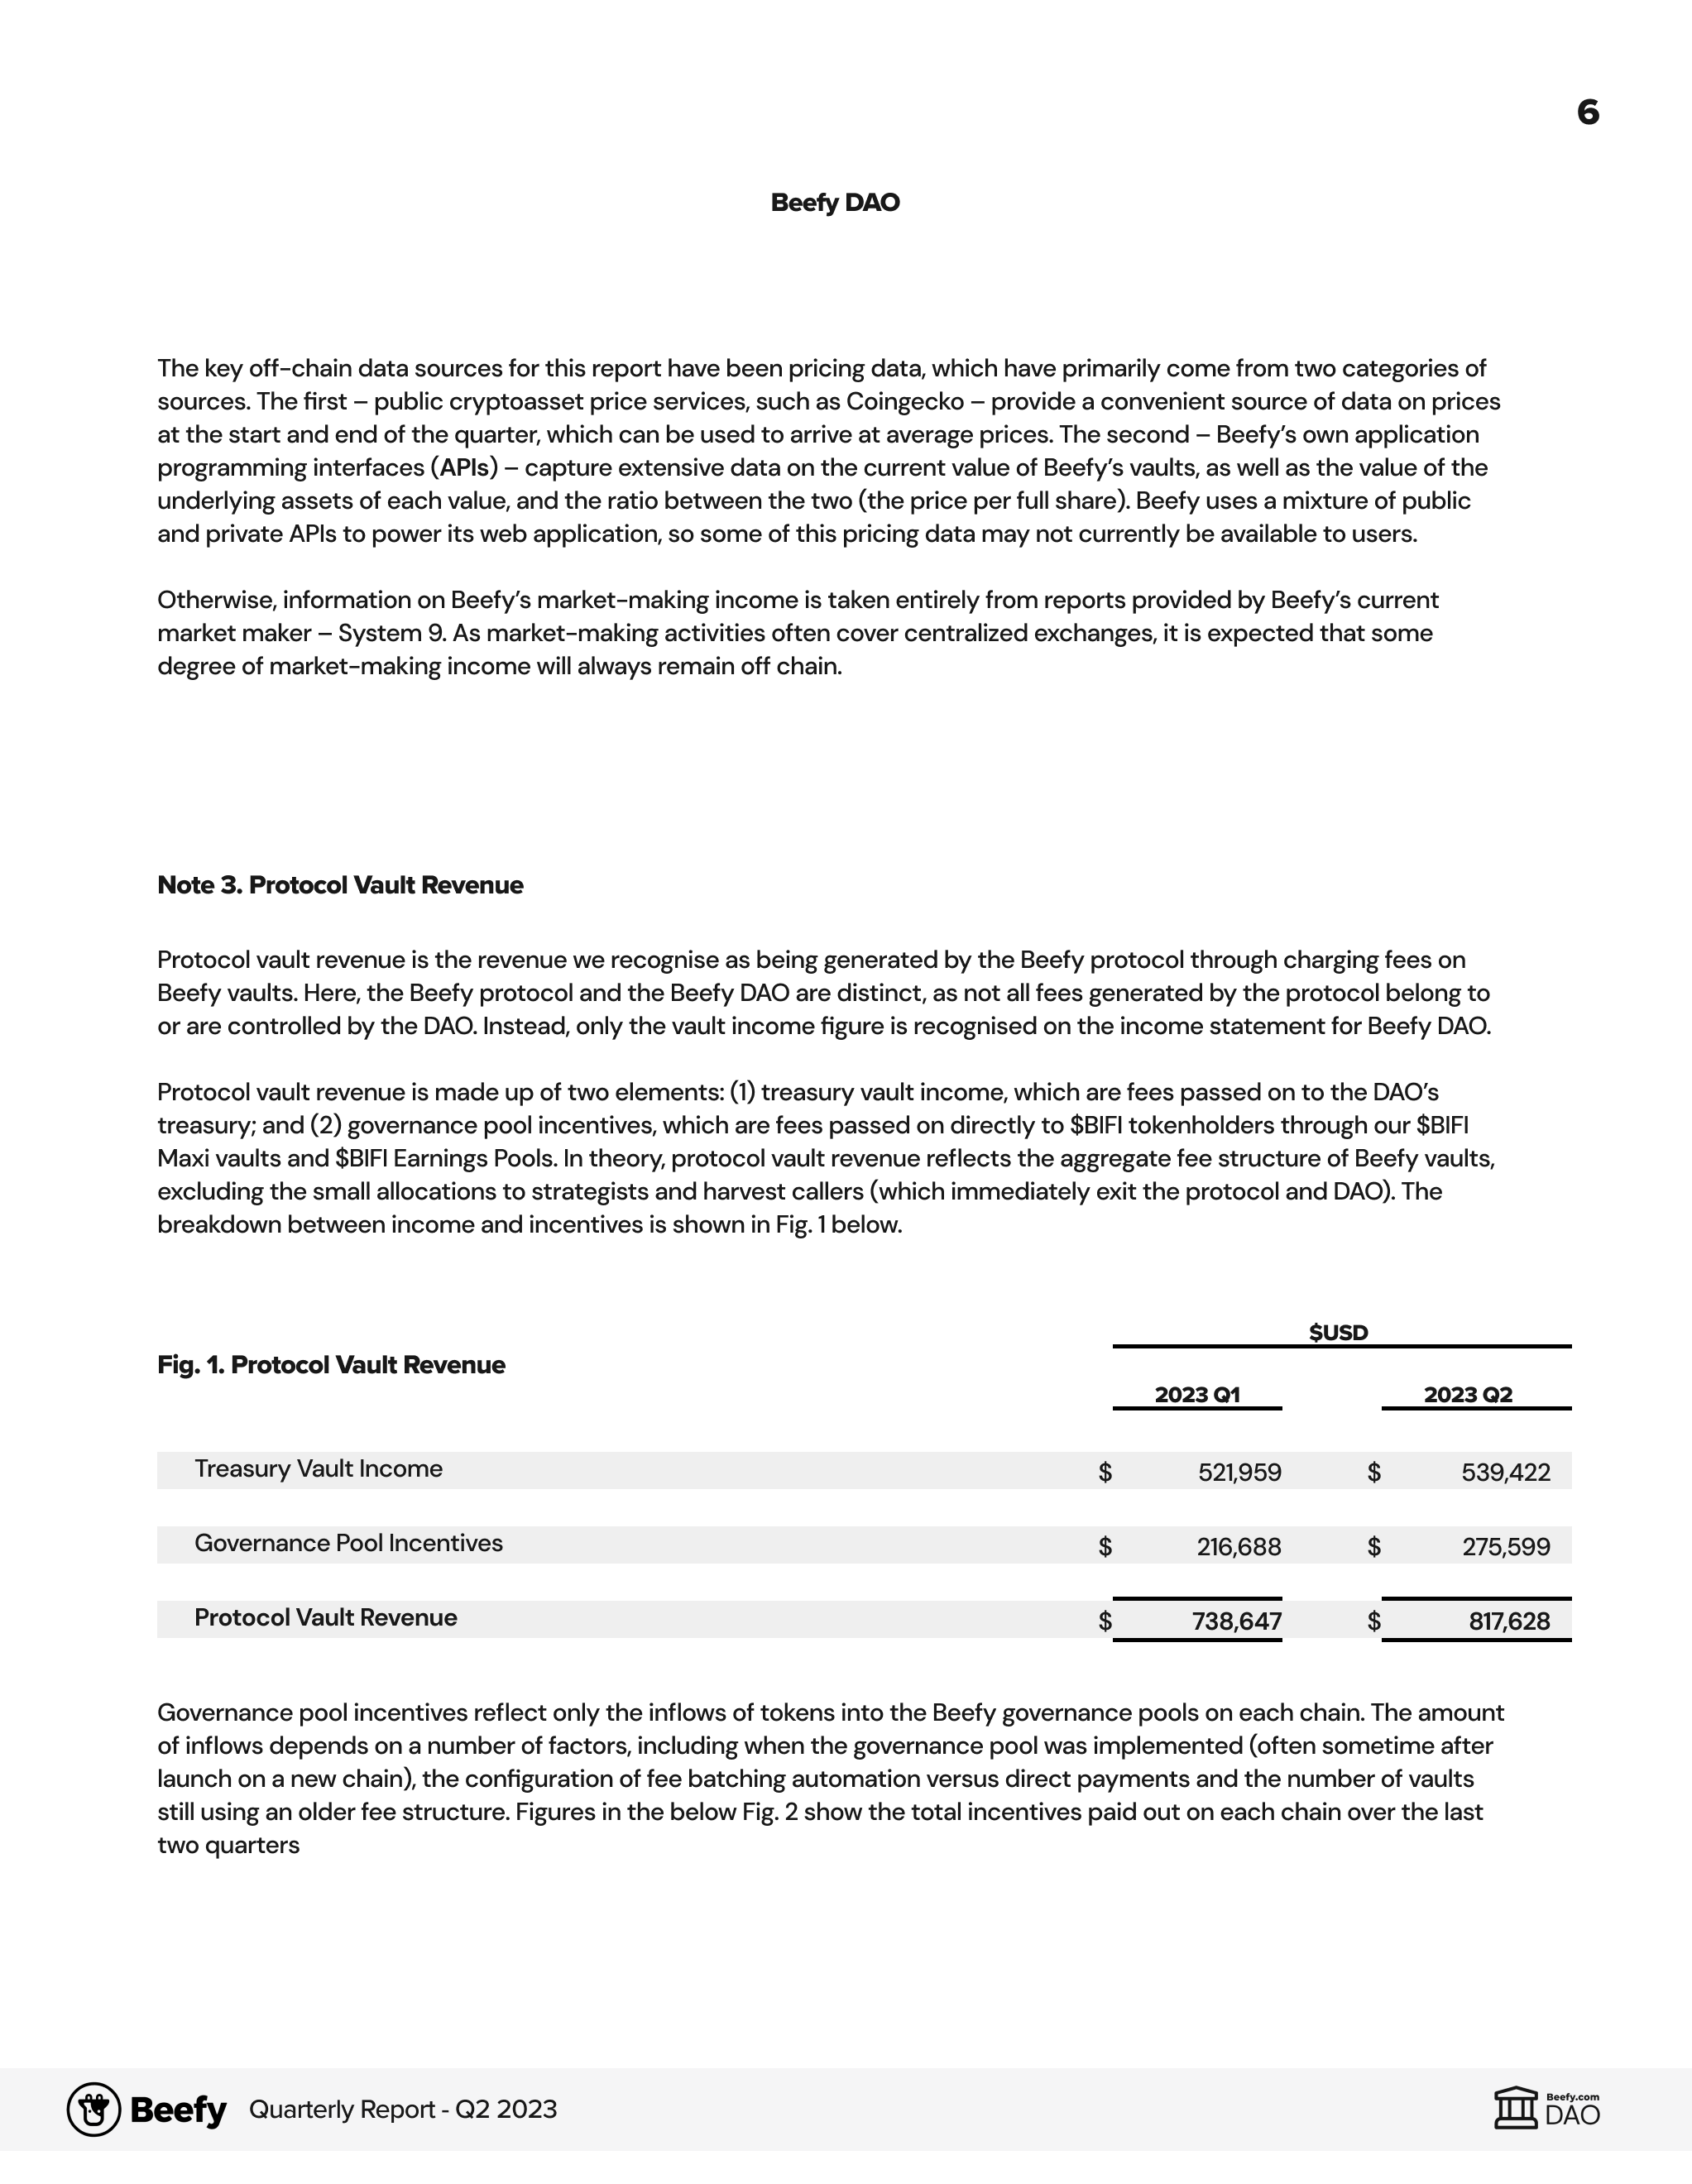 6
Beefy DAO
The key off-chain data sources for this report have been pricing data, which have primarily come from two categories of
sources. The first – public cryptoasset price services, such as Coingecko – provide a convenient source of data on prices
at the start and end of the quarter, which can be used to arrive at average prices. The second – Beefy’s own application
programming interfaces (APIs) – capture extensive data on the current value of Beefy’s vaults, as well as the value of the
underlying assets of each value, and the ratio between the two (the price per full share). Beefy uses a mixture of public
and private APIs to power its web application, so some of this pricing data may not currently be available to users.
Otherwise, information on Beefy’s market-making income is taken entirely from reports provided by Beefy’s current
market maker – System 9. As market-making activities often cover centralized exchanges, it is expected that some
degree of market-making income will always remain off chain.
Note 3. Protocol Vault Revenue
Protocol vault revenue is the revenue we recognise as being generated by the Beefy protocol through charging fees on
Beefy vaults. Here, the Beefy protocol and the Beefy DAO are distinct, as not all fees generated by the protocol belong to
or are controlled by the DAO. Instead, only the vault income figure is recognised on the income statement for Beefy DAO.
Protocol vault revenue is made up of two elements: (1) treasury vault income, which are fees passed on to the DAO’s
treasury; and (2) governance pool incentives, which are fees passed on directly to $BIFI tokenholders through our $BIFI
Maxi vaults and $BIFI Earnings Pools. In theory, protocol vault revenue reflects the aggregate fee structure of Beefy vaults,
excluding the small allocations to strategists and harvest callers (which immediately exit the protocol and DAO). The
breakdown between income and incentives is shown in Fig. 1 below.
$USD
Fig. 1. Protocol Vault Revenue
2023 Q1 2023 Q2
Treasury Vault Income $ 521,959 $ 539,422
Governance Pool Incentives $ 216,688 $ 275,599
Protocol Vault Revenue $ 738,647 $ 817,628
Governance pool incentives reflect only the inflows of tokens into the Beefy governance pools on each chain. The amount
of inflows depends on a number of factors, including when the governance pool was implemented (often sometime after
launch on a new chain), the configuration of fee batching automation versus direct payments and the number of vaults
still using an older fee structure. Figures in the below Fig. 2 show the total incentives paid out on each chain over the last
two quarters
Beefy Quarterly Report - Q2 2023
Beefy.com
DAO